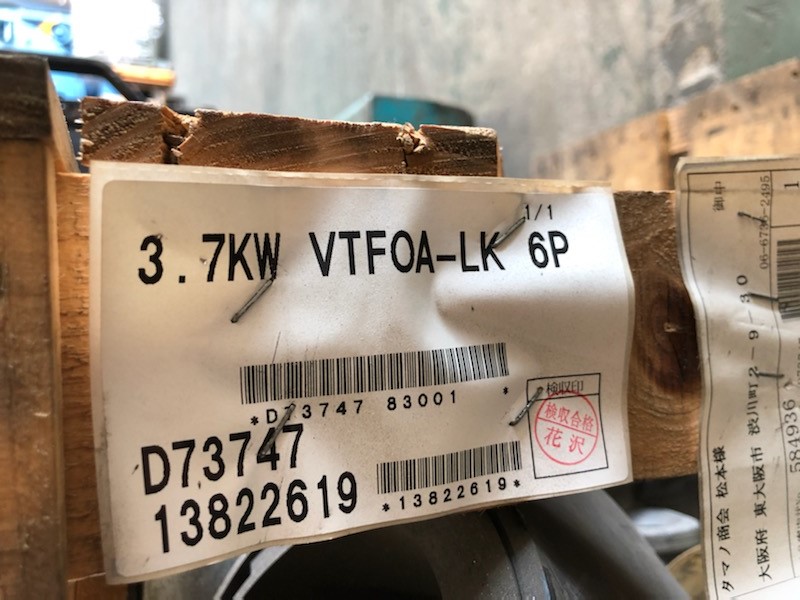 1/1
3.7KW VTFOA-LK 6P
*D73747 83001 *
D73747
13822619
*13822619*
検収印
検収合格
花沢
御中
06-6736-2495
大阪府 東大阪市 渋川町2-9-30
タマノ商会 松本様
584936
1